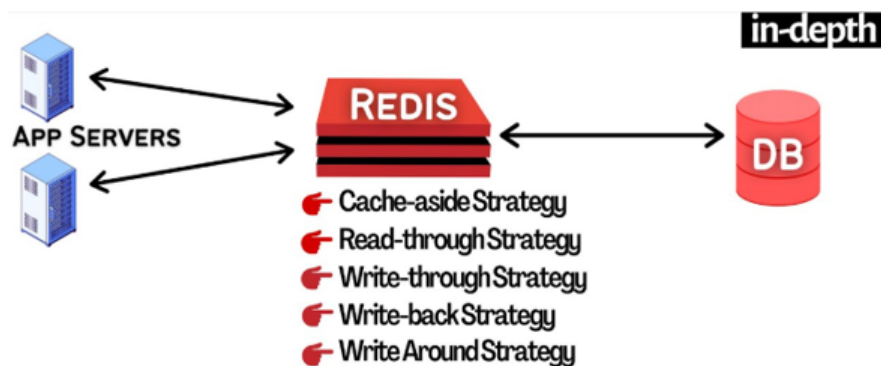 in-depth
REDIS
APP SERVERS
DB
Cache-aside Strategy
Read-through Strategy
Write-through Strategy
Write-back Strategy
Write Around Strategy